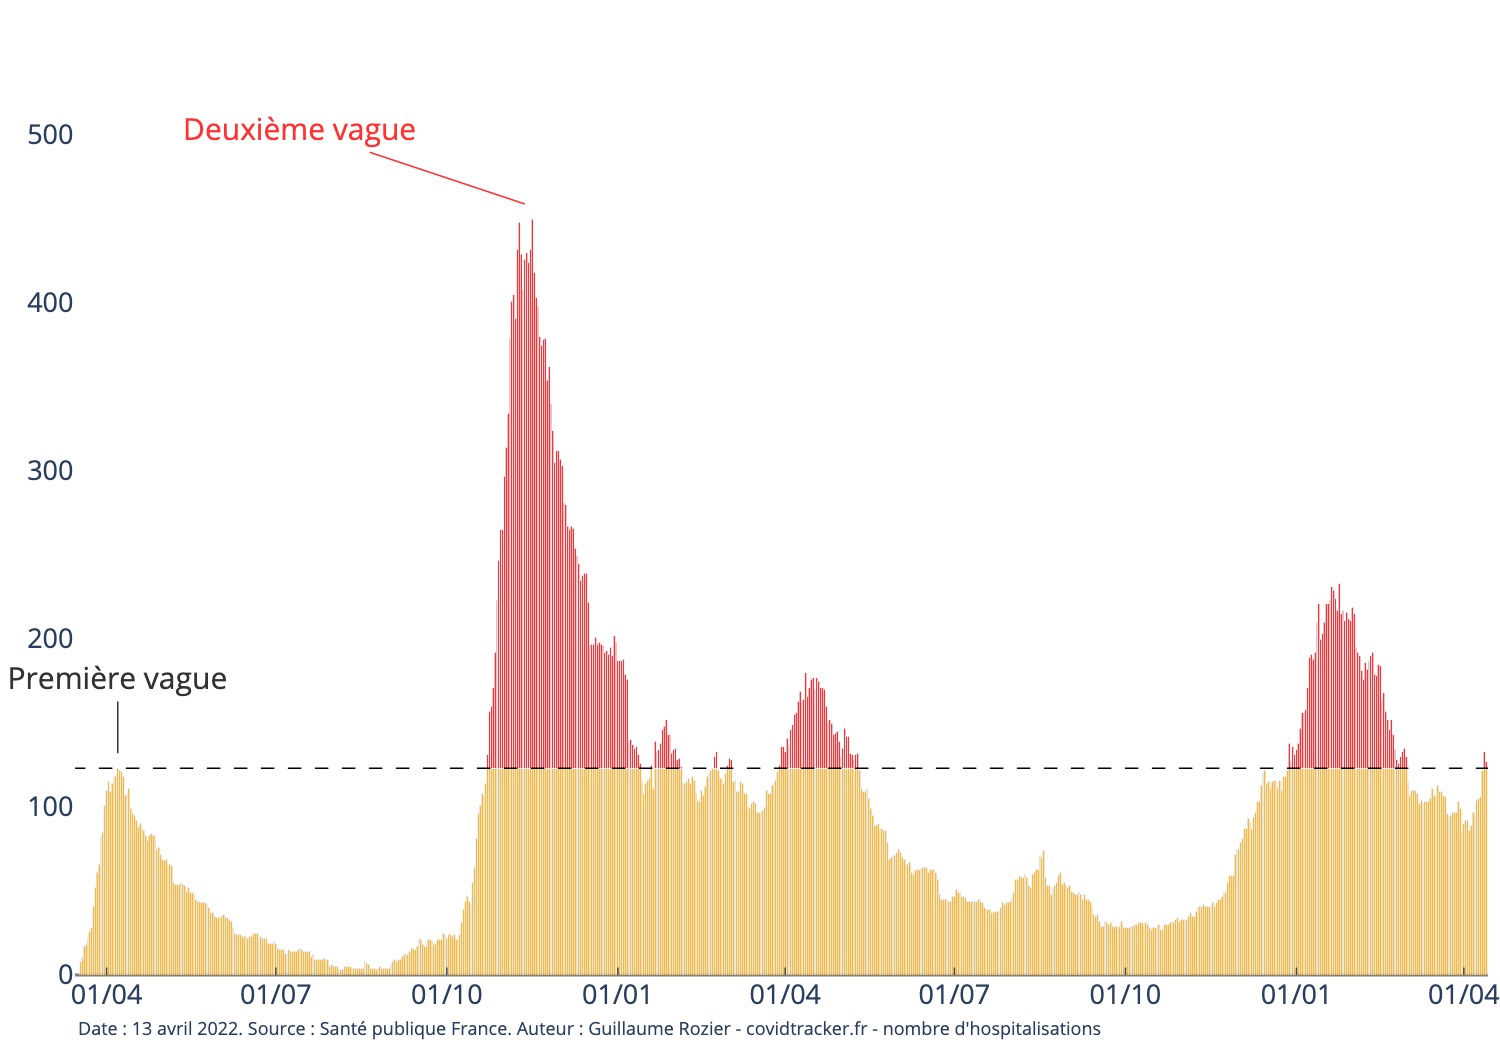 500
Deuxième vague
400
300
200
Première vague
100
0
01/04 01/07 01/10 01/01 01/04 01/07 01/10 01/01 01/04
Date : 13 avril 2022. Source : Santé publique France. Auteur : Guillaume Rozier - covidtracker.fr - nombre d'hospitalisations